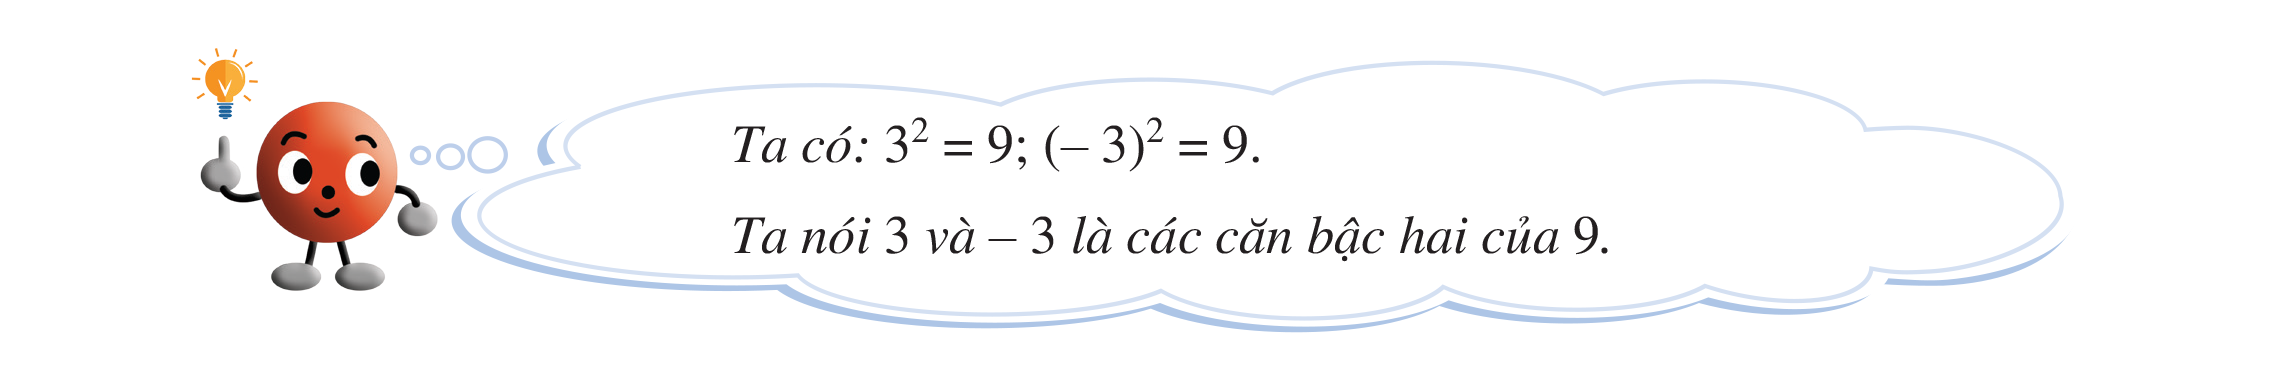 Ta có: 3² = 9; (– 3)² = 9.
Ta nói 3 và – 3 là các căn bậc hai của 9.